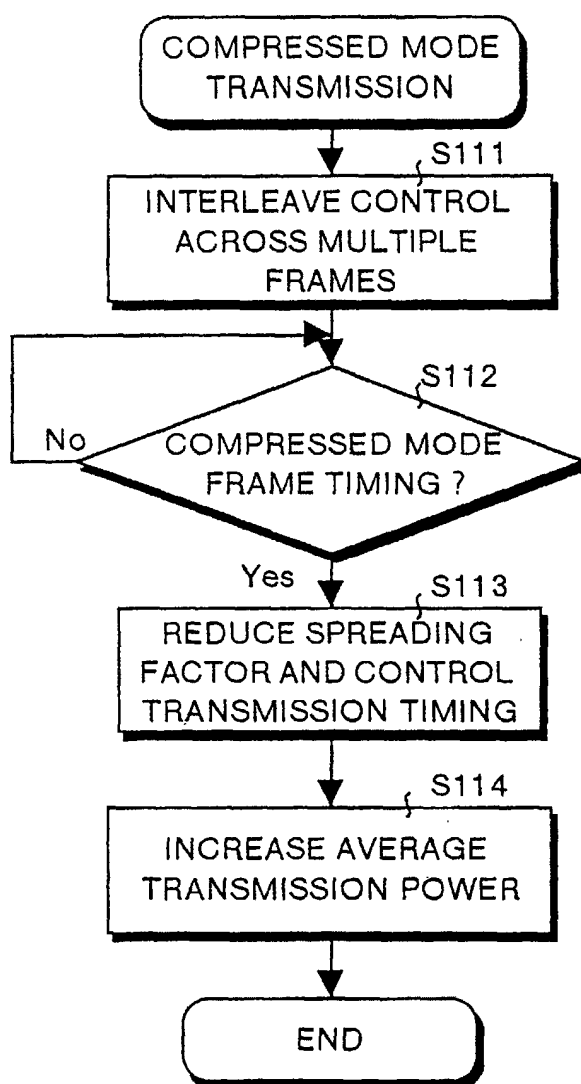 COMPRESSED MODE
TRANSMISSION
S111
INTERLEAVE CONTROL
ACROSS MULTIPLE
FRAMES
S112
No
COMPRESSED MODE
FRAME TIMING ?
Yes
S113
REDUCE SPREADING
FACTOR AND CONTROL
TRANSMISSION TIMING
S114
INCREASE AVERAGE
TRANSMISSION POWER
END